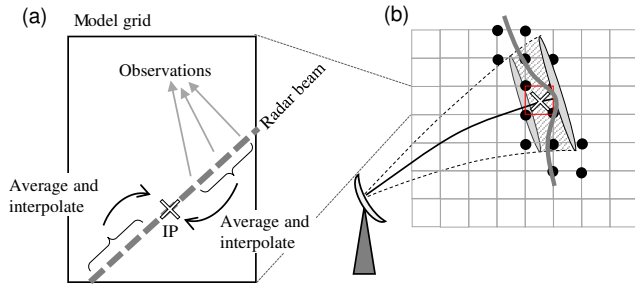 (a)
Model grid
Observations
Radar beam
Average and
interpolate
IP
Average and
interpolate
(b)